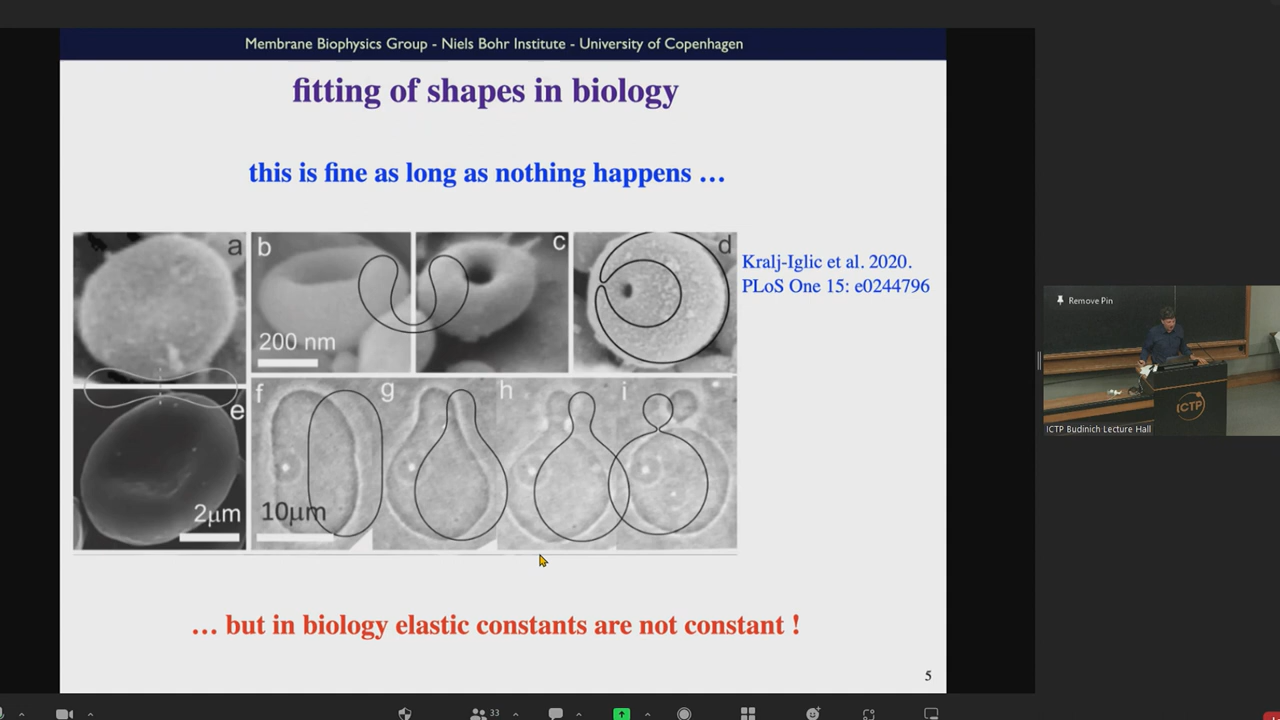 Membrane Biophysics Group - Niels Bohr Institute - University of Copenhagen
fitting of shapes in biology
this is fine as long as nothing happens …
a
b
c
d
200 nm
Kralj-Iglic et al. 2020.
PLoS One 15: e0244796
e
f
g
h
i
2µm
10µm
… but in biology elastic constants are not constant !
5
Remove Pin
ICTP
ICTP Budinich Lecture Hall
33